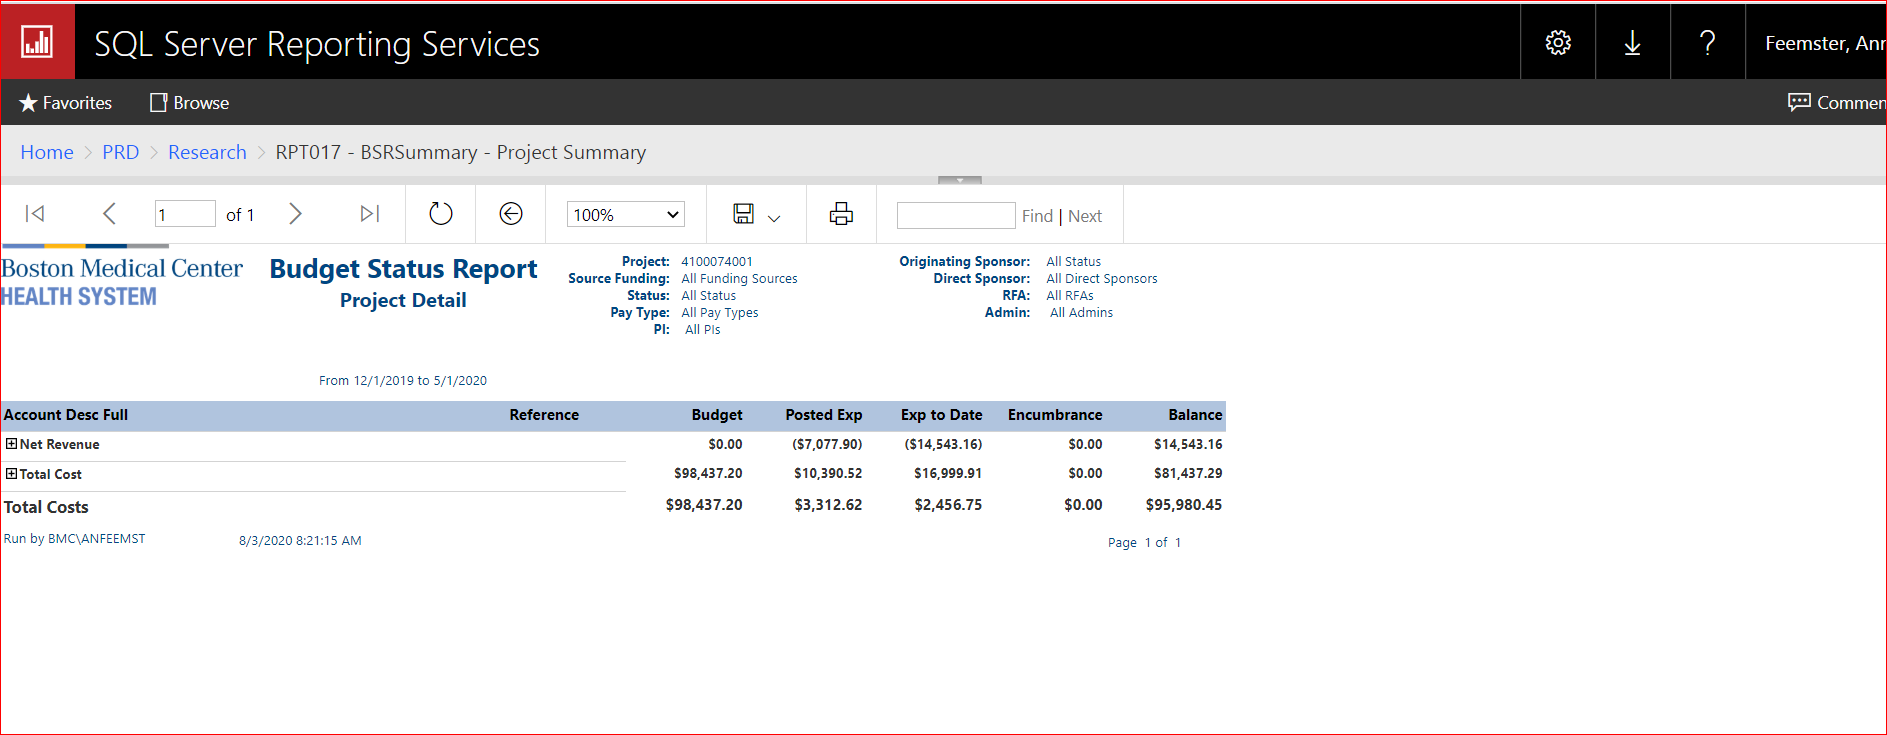 SQL Server Reporting Services
?
Feemster, Anr
Favorites Browse Commen
Home > PRD > Research > RPT017 - BSRSummary - Project Summary
1 of 1 100% Find | Next
Boston Medical Center
HEALTH SYSTEM
Budget Status Report
Project Detail
Project: 4100074001
Source Funding: All Funding Sources
Status: All Status
Pay Type: All Pay Types
PI: All PIs
Originating Sponsor: All Status
Direct Sponsor: All Direct Sponsors
RFA: All RFAs
Admin: All Admins
From 12/1/2019 to 5/1/2020
Account Desc Full Reference Budget Posted Exp Exp to Date Encumbrance Balance
Net Revenue $0.00 ($7,077.90) ($14,543.16) $0.00 $14,543.16
Total Cost $98,437.20 $10,390.52 $16,999.91 $0.00 $81,437.29
Total Costs $98,437.20 $3,312.62 $2,456.75 $0.00 $95,980.45
Run by BMC\ANFEEMST 8/3/2020 8:21:15 AM Page 1 of 1